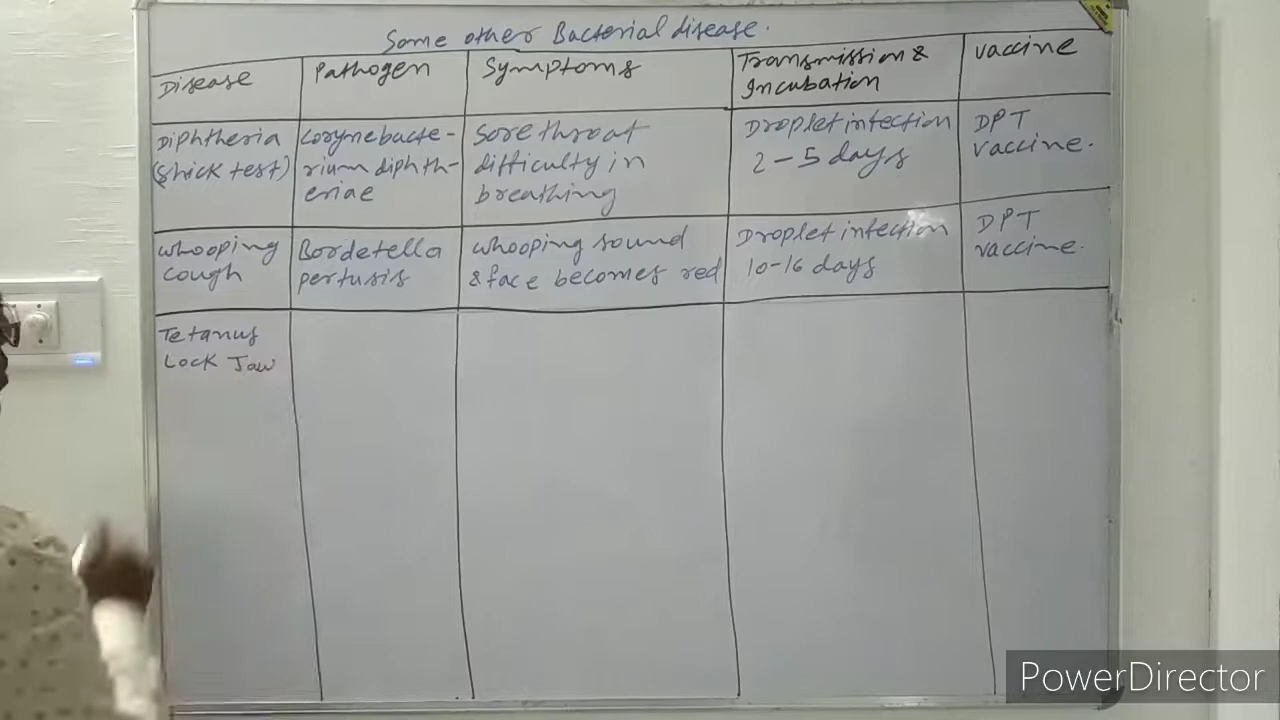 Some other Bacterial disease.
Disease
Pathogen
Symptoms
Transmission &
Incubation
vaccine
Diphtheria
(shick test)
Corynebacte-
rium diphth-
eriae
Sore throat
difficulty in
breathing
Droplet infection
2-5 days
DPT
vaccine.
whooping
cough
Bordetella
pertusis
whooping sound
& face becomes red
Droplet infection
10-16 days
DPT
vaccine.
Tetanus
Lock Jaw
PowerDirector